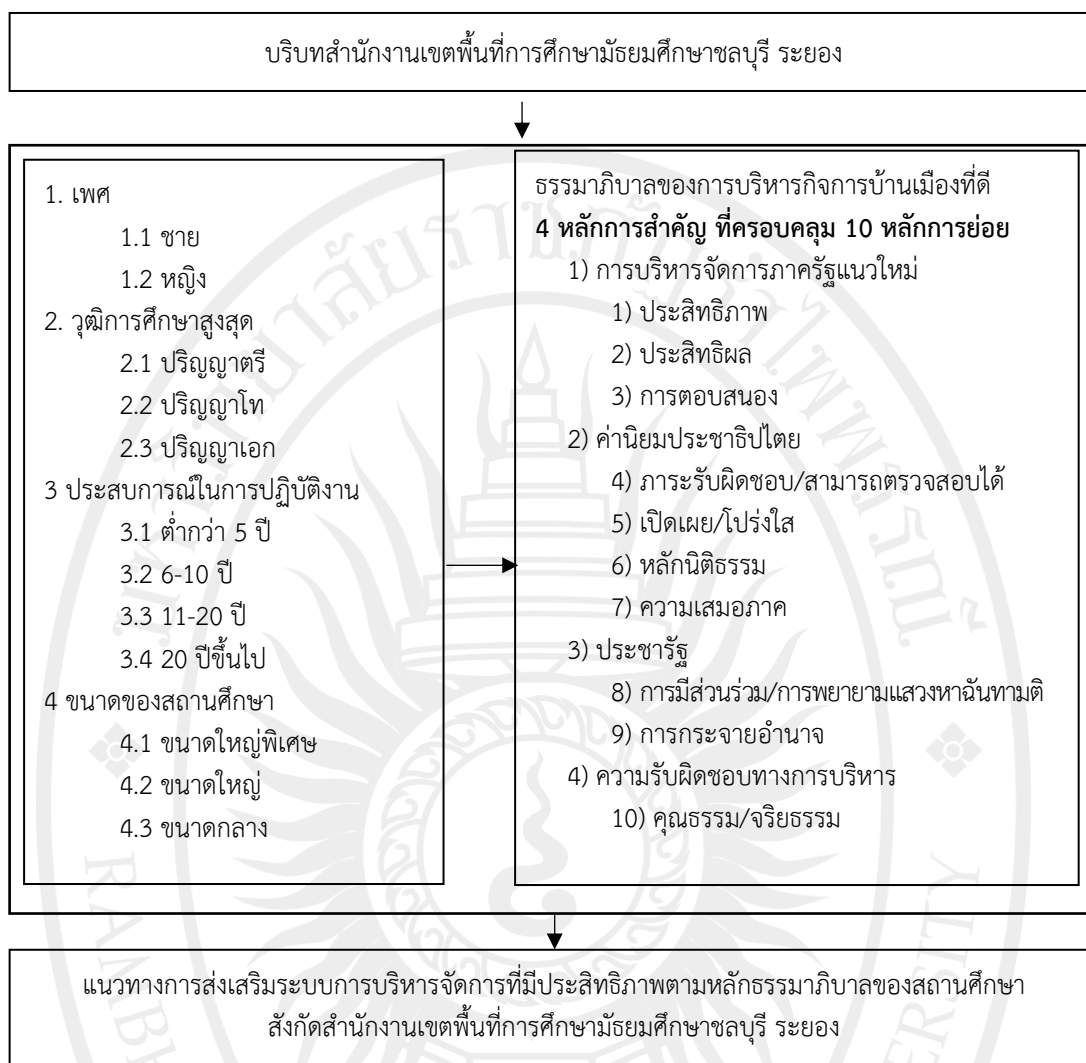 บริบทสำนักงานเขตพื้นที่การศึกษามัธยมศึกษาชลบุรี ระยอง
1. เพศ
1.1 ชาย
1.2 หญิง
2. วุฒิการศึกษาสูงสุด
2.1 ปริญญาตรี
2.2 ปริญญาโท
2.3 ปริญญาเอก
3 ประสบการณ์ในการปฏิบัติงาน
3.1 ต่ำกว่า 5 ปี
3.2 6-10 ปี
3.3 11-20 ปี
3.4 20 ปีขึ้นไป
4 ขนาดของสถานศึกษา
4.1 ขนาดใหญ่พิเศษ
4.2 ขนาดใหญ่
4.3 ขนาดกลาง
ธรรมาภิบาลของการบริหารกิจการบ้านเมืองที่ดี
4 หลักการสำคัญ ที่ครอบคลุม 10 หลักการย่อย
1) การบริหารจัดการภาครัฐแนวใหม่
1) ประสิทธิภาพ
2) ประสิทธิผล
3) การตอบสนอง
2) ค่านิยมประชาธิปไตย
4) ภาระรับผิดชอบ/สามารถตรวจสอบได้
5) เปิดเผย/โปร่งใส
6) หลักนิติธรรม
7) ความเสมอภาค
3) ประชารัฐ
8) การมีส่วนร่วม/การพยายามแสวงหาฉันทามติ
9) การกระจายอำนาจ
4) ความรับผิดชอบทางการบริหาร
10) คุณธรรม/จริยธรรม
แนวทางการส่งเสริมระบบการบริหารจัดการที่มีประสิทธิภาพตามหลักธรรมาภิบาลของสถานศึกษา
สังกัดสำนักงานเขตพื้นที่การศึกษามัธยมศึกษาชลบุรี ระยอง